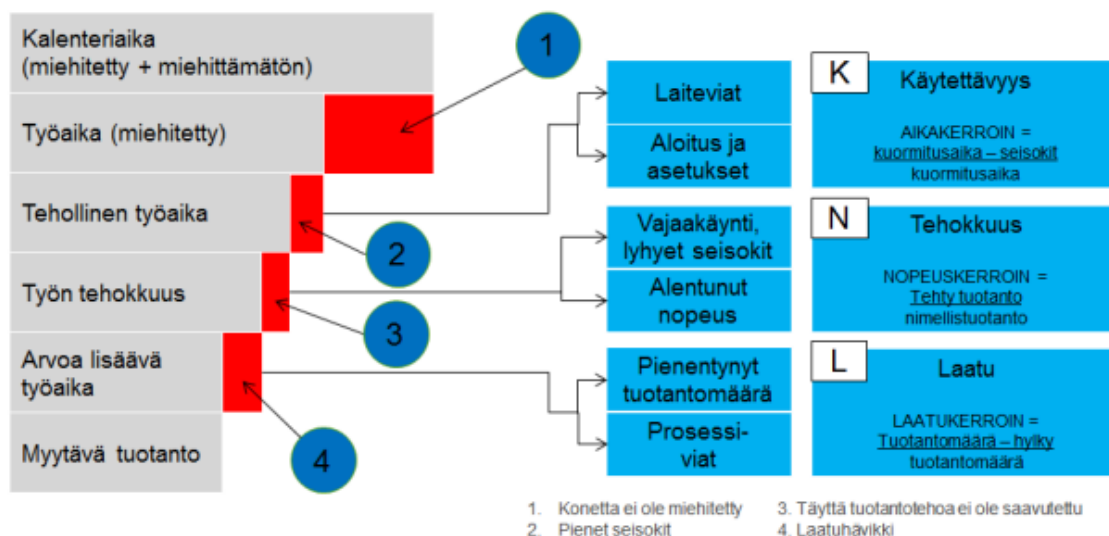 Kalenteriaika
(miehitetty + miehittämätön)
1
Työaika (miehitetty)
Tehollinen työaika
2
Työn tehokkuus
3
Arvoa lisäävä
työaika
4
Myytävä tuotanto
Laiteviat
Aloitus ja
asetukset
Vajaakäynti,
lyhyet seisokit
Alentunut
nopeus
Pienentynyt
tuotantomäärä
Prosessi-
viat
K
Käytettävyys
AIKAKERROIN =
kuormitusaika – seisokit
kuormitusaika
N
Tehokkuus
NOPEUSKERROIN =
Tehty tuotanto
nimellistuotanto
L
Laatu
LAATUKERROIN =
Tuotantomäärä – hylky
tuotantomäärä
1. Konetta ei ole miehitetty
2. Pienet seisokit
3. Täyttä tuotantotehoa ei ole saavutettu
4. Laatuhävikki